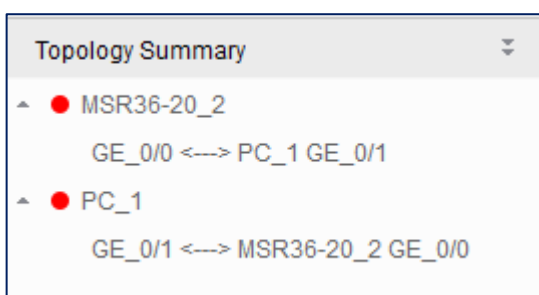 Topology Summary
MSR36-20_2
GE_0/0 <---> PC_1 GE_0/1
PC_1
GE_0/1 <---> MSR36-20_2 GE_0/0